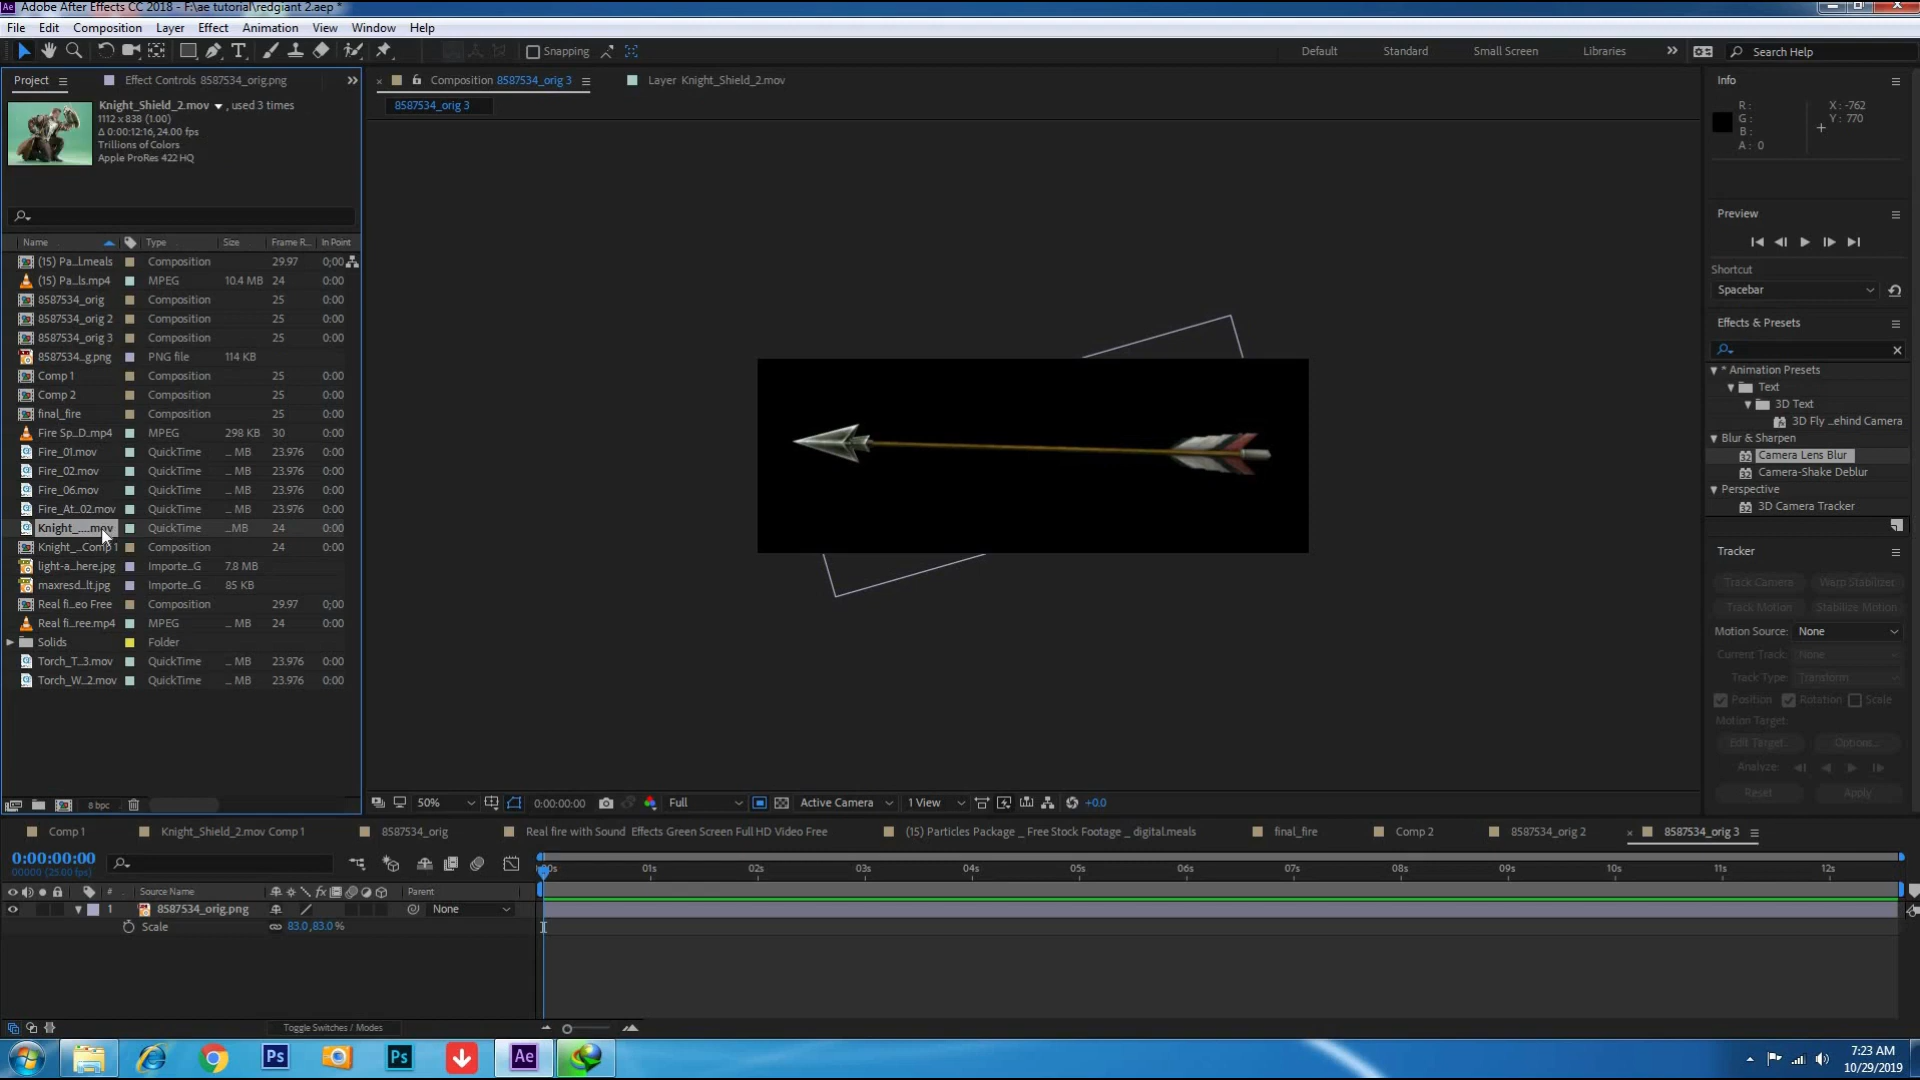 Adobe After Effects CC 2018 - F:\ae tutorial\redgiant 2.aep *
File Edit Composition Layer Effect Animation View Window Help
Snapping Default Standard Small Screen Libraries Search Help
Project Effect Controls 8587534_orig.png
Composition 8587534_orig 3 Layer Knight_Shield_2.mov
8587534_orig 3
Knight_Shield_2.mov , used 3 times
1112 x 838 (1.00)
Δ 0:00:12:16, 24.00 fps
Trillions of Colors
Apple ProRes 422 HQ
Name Type Size Frame R... In Point
(15) Pa...l.meals Composition 29.97 0;00
(15) Pa...ls.mp4 MPEG 10.4 MB 24 0:00
8587534_orig Composition 25 0:00
8587534_orig 2 Composition 25 0:00
8587534_orig 3 Composition 25 0:00
8587534...g.png PNG file 114 KB
Comp 1 Composition 25 0:00
Comp 2 Composition 25 0:00
final_fire Composition 25 0:00
Fire Sp...D.mp4 MPEG 298 KB 30 0:00
Fire_01.mov QuickTime ... MB 23.976 0:00
Fire_02.mov QuickTime ... MB 23.976 0:00
Fire_06.mov QuickTime ... MB 23.976 0:00
Fire_At...02.mov QuickTime ... MB 23.976 0:00
Knight_....mov QuickTime ...MB 24 0:00
Knight_...Comp 1 Composition 24 0:00
light-a...here.jpg Importe...G 7.8 MB
maxresd...lt.jpg Importe...G 85 KB
Real fi...eo Free Composition 29.97 0;00
Real fi...ree.mp4 MPEG ... MB 24 0:00
Solids Folder
Torch_T...3.mov QuickTime ... MB 23.976 0:00
Torch_W...2.mov QuickTime ... MB 23.976 0:00
8 bpc
50% 0:00:00:00 Full Active Camera 1 View +0.0
Info
R: X: -762
G: Y: 770
B:
A: 0
Preview
Shortcut
Spacebar
Effects & Presets
* Animation Presets
Text
3D Text
3D Fly ...ehind Camera
Blur & Sharpen
Camera Lens Blur
Camera-Shake Deblur
Perspective
3D Camera Tracker
Tracker
Track Camera Warp Stabilizer
Track Motion Stabilize Motion
Motion Source: None
Current Track: None
Track Type: Transform
Position Rotation Scale
Motion Target:
Edit Target... Options...
Analyze:
Reset Apply
Comp 1 Knight_Shield_2.mov Comp 1 8587534_orig Real fire with Sound Effects Green Screen Full HD Video Free (15) Particles Package _ Free Stock Footage _ digital.meals final_fire Comp 2 8587534_orig 2 8587534_orig 3
0:00:00:00
00000 (25.00 fps)
00s 01s 02s 03s 04s 05s 06s 07s 08s 09s 10s 11s 12s
# Source Name fx Parent
1 8587534_orig.png None
Scale 83.0,83.0 %
Toggle Switches / Modes
Ps Ps Ae
7:23 AM
10/29/2019